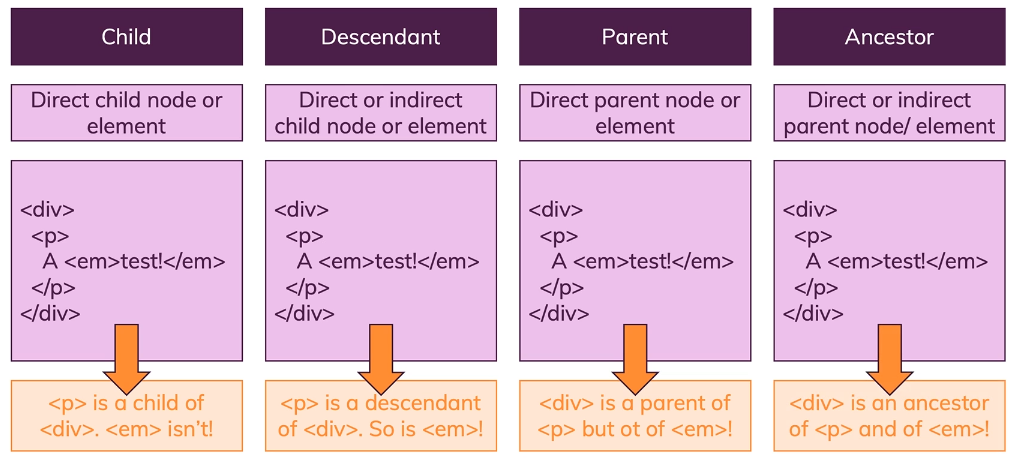 Child
Descendant
Parent
Ancestor
Direct child node or
element
Direct or indirect
child node or element
Direct parent node or
element
Direct or indirect
parent node/ element
<div>
<p>
A <em>test!</em>
</p>
</div>
<div>
<p>
A <em>test!</em>
</p>
</div>
<div>
<p>
A <em>test!</em>
</p>
</div>
<div>
<p>
A <em>test!</em>
</p>
</div>
<p> is a child of
<div>. <em> isn't!
<p> is a descendant
of <div>. So is <em>!
<div> is a parent of
<p> but ot of <em>!
<div> is an ancestor
of <p> and of <em>!